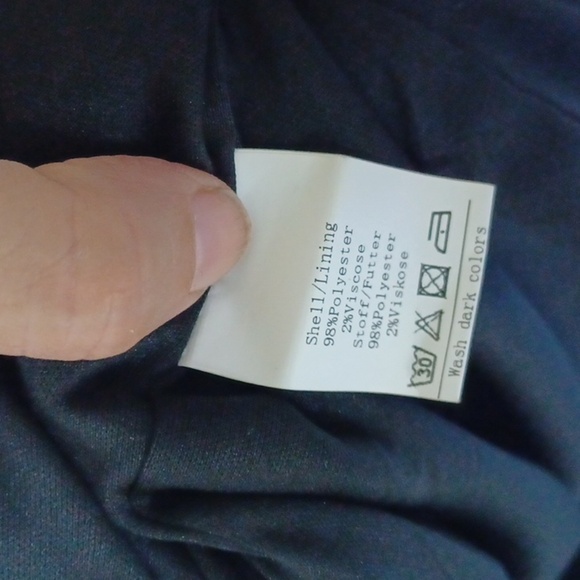 Shell/Lining
98%Polyester
2%Viscose
Stoff/Futter
98%Polyester
2%Viskose
30
Wash dark colors